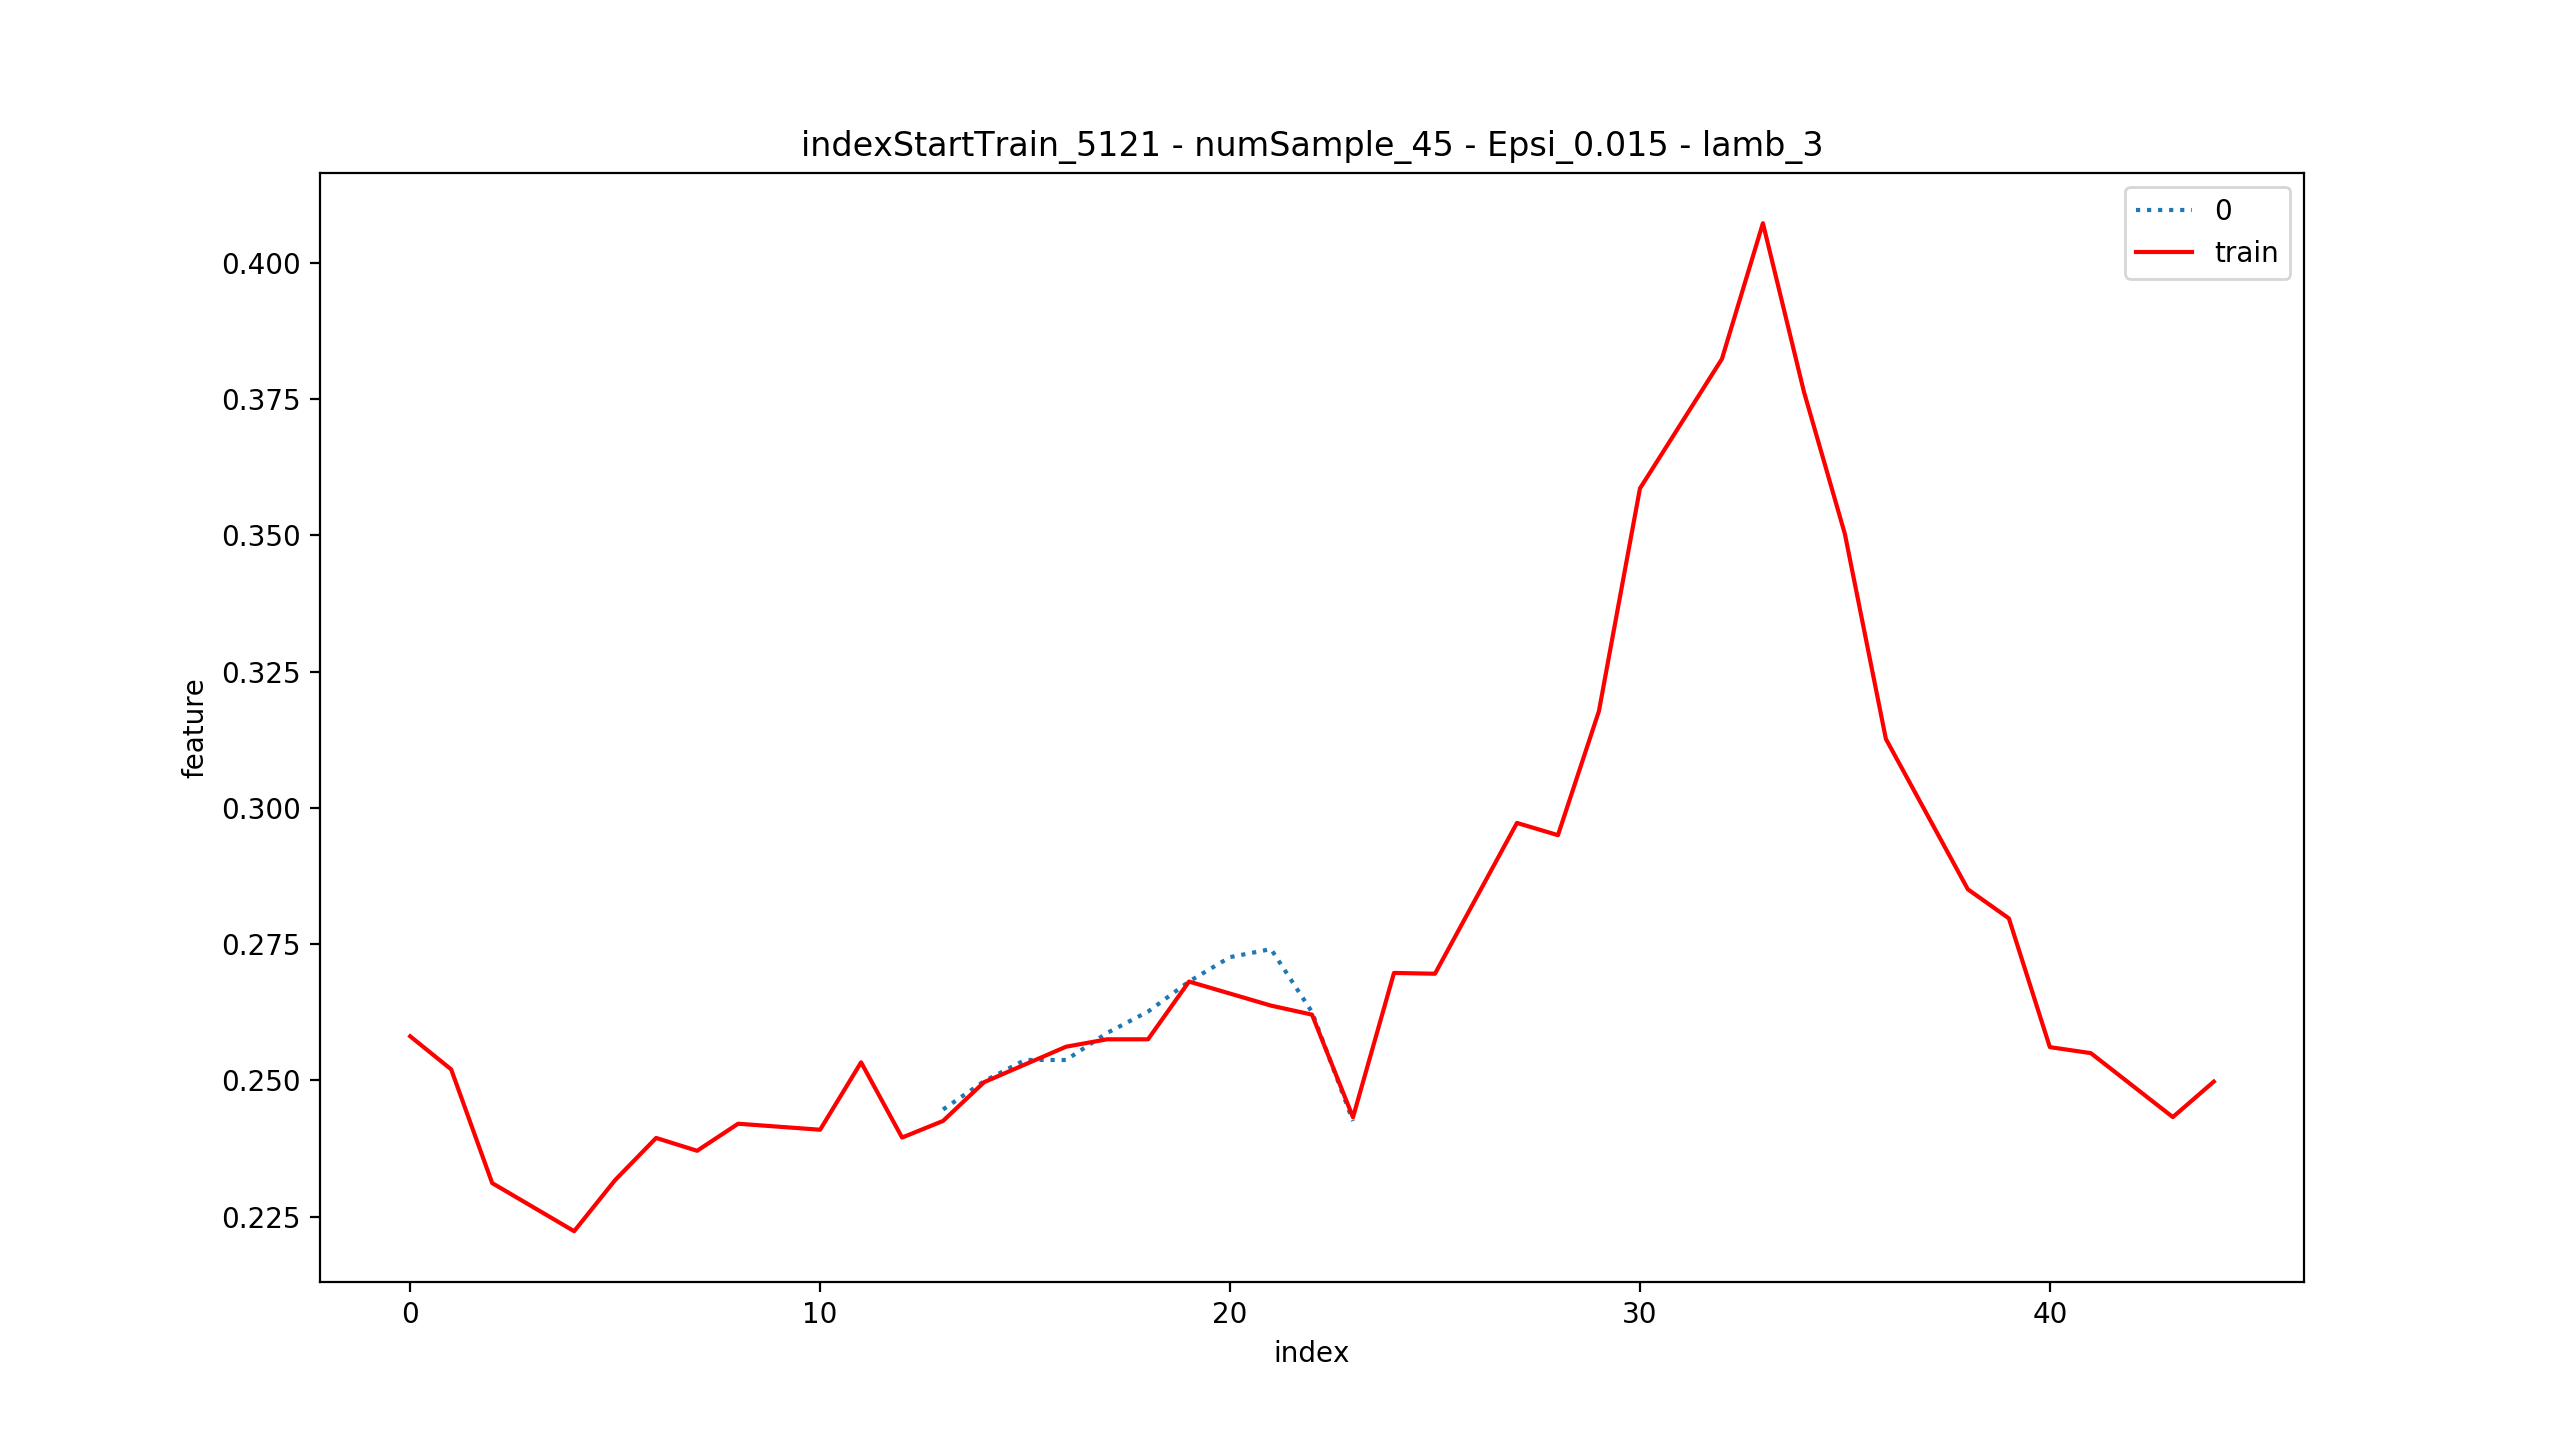 indexStartTrain_5121 - numSample_45 - Epsi_0.015 - lamb_3
0
train
0.400
0.375
0.350
0.325
0.300
0.275
0.250
0.225
feature
0 10 20 30 40
index